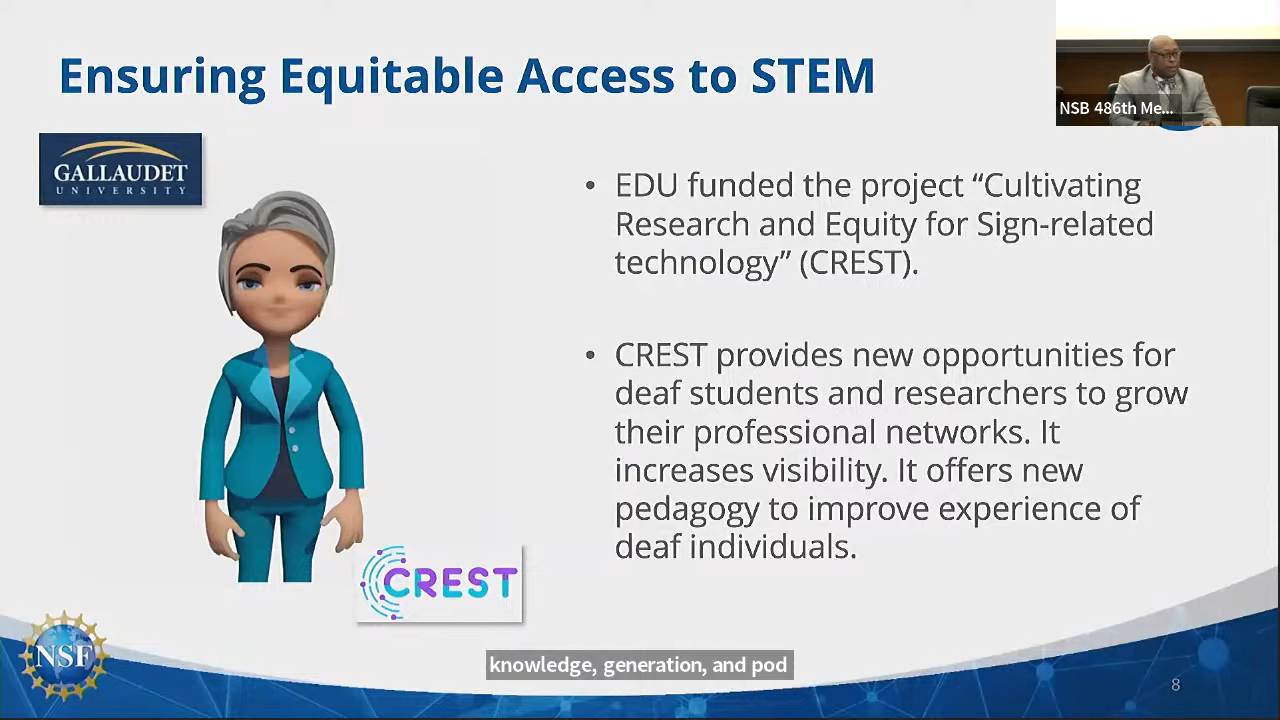 Ensuring Equitable Access to STEM
NSB 486th Me...
GALLAUDET
UNIVERSITY
• EDU funded the project “Cultivating
Research and Equity for Sign-related
technology” (CREST).
• CREST provides new opportunities for
deaf students and researchers to grow
their professional networks. It
increases visibility. It offers new
pedagogy to improve experience of
deaf individuals.
CREST
NSF
knowledge, generation, and pod
8